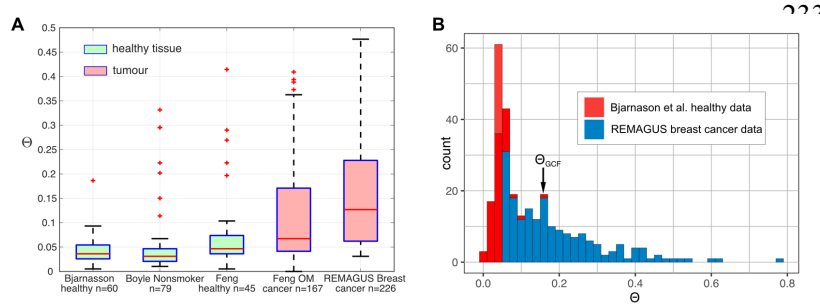 A
0.5
0.45
0.4
0.35
0.3
0.25
0.2
0.15
0.1
0.05
0
Θ
healthy tissue
tumour
Bjarnasson
healthy n=60
Boyle Nonsmoker
n=79
Feng
healthy n=45
Feng OM
cancer n=167
REMAGUS Breast
cancer n=226
B
60
40
20
0
count
Bjarnason et al. healthy data
REMAGUS breast cancer data
ΘGCF
0.0 0.2 0.4 0.6 0.8
Θ